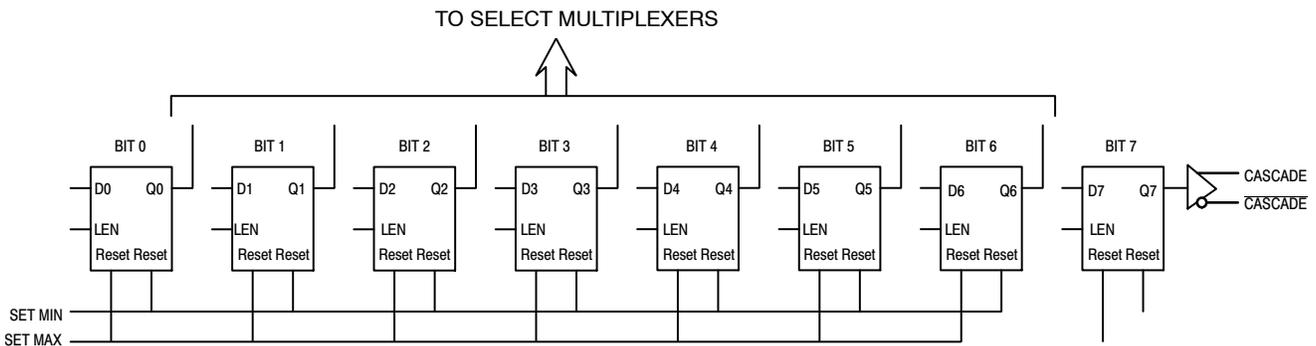 TO SELECT MULTIPLEXERS
BIT 0 BIT 1 BIT 2 BIT 3 BIT 4 BIT 5 BIT 6 BIT 7
D0 Q0 D1 Q1 D2 Q2 D3 Q3 D4 Q4 D5 Q5 D6 Q6 D7 Q7
CASCADE
CASCADE
LEN LEN LEN LEN LEN LEN LEN LEN
Reset Reset Reset Reset Reset Reset Reset Reset Reset Reset Reset Reset Reset Reset Reset Reset
SET MIN
SET MAX